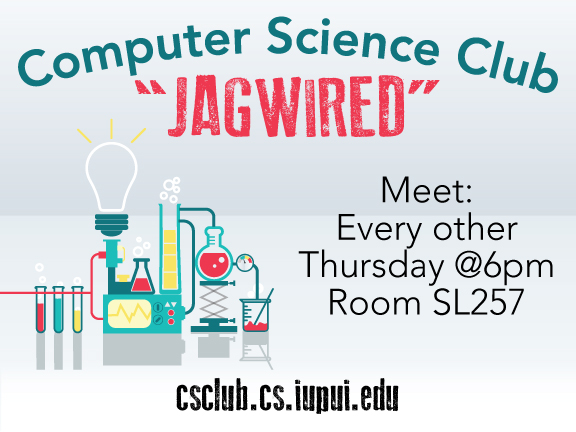 Computer Science Club
"JAGWIRED"
Meet:
Every other
Thursday @6pm
Room SL257
csclub.cs.iupui.edu